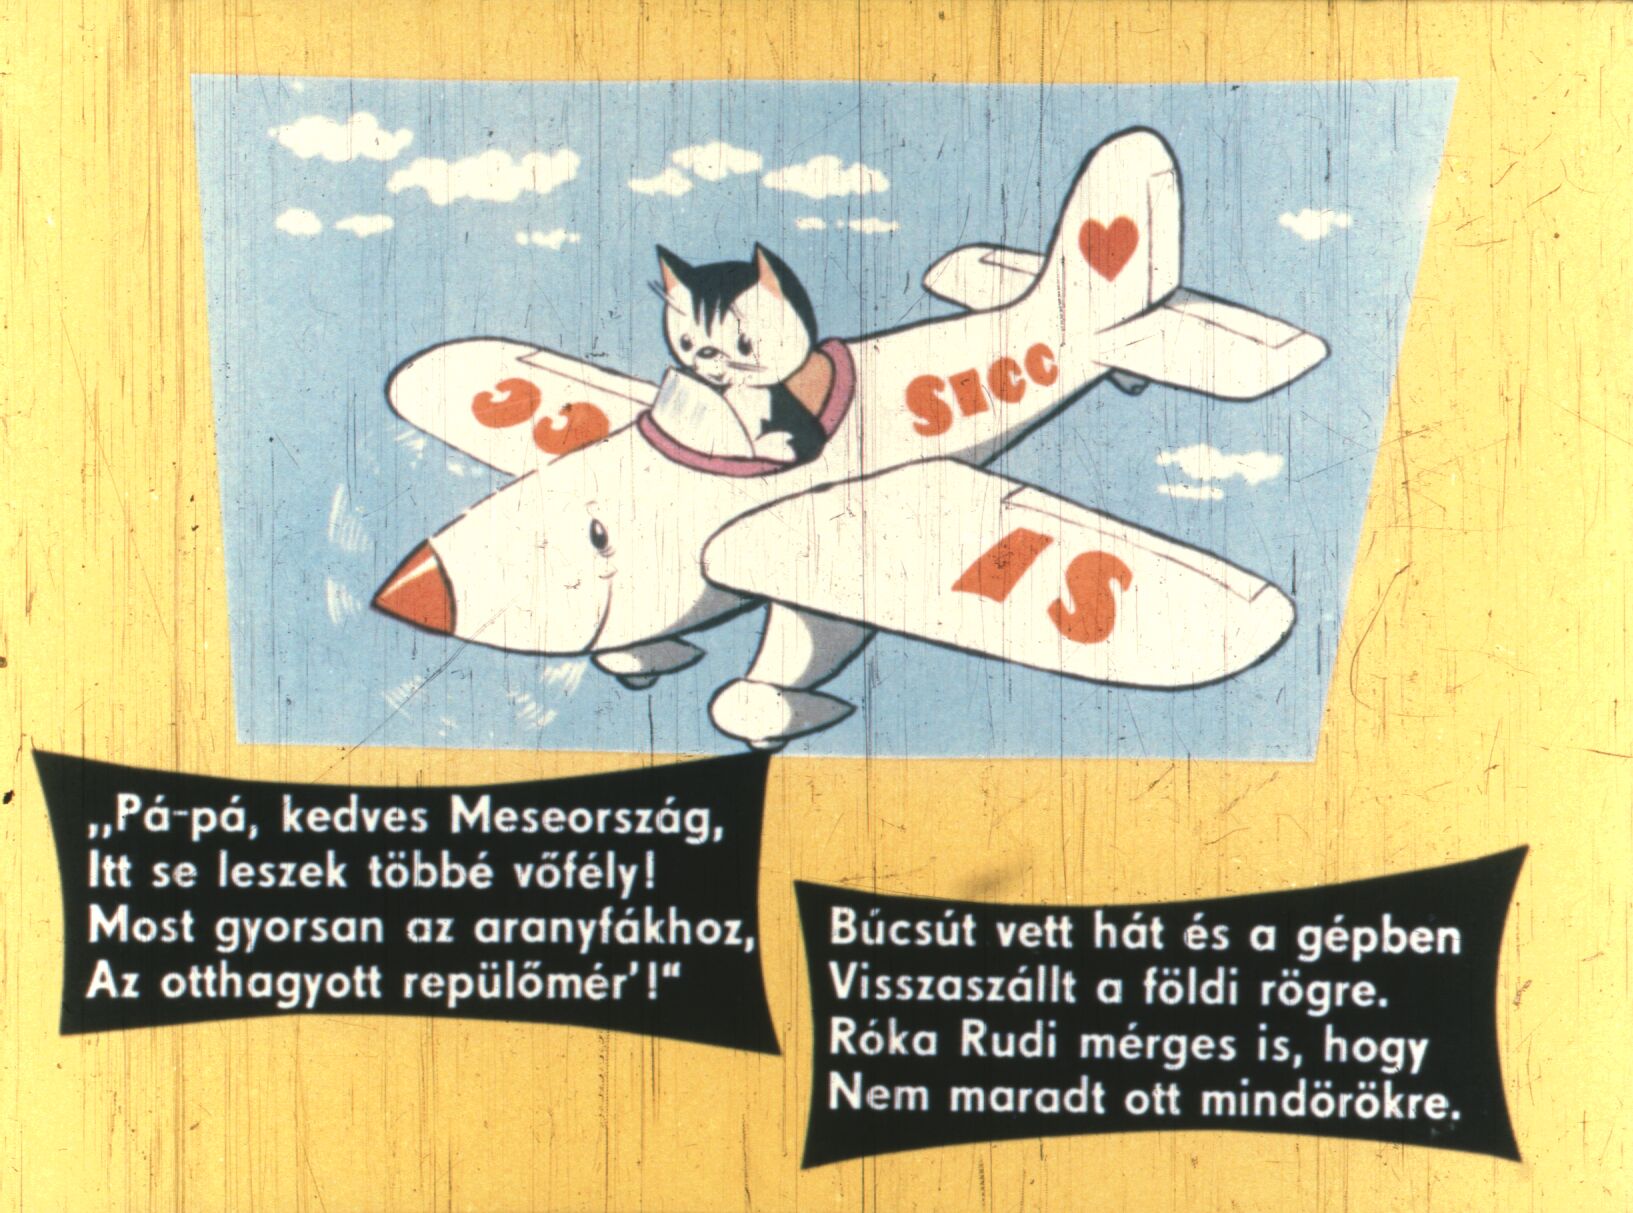 SICC
CC
IS
„Pá-pá, kedves Meseország,
Itt se leszek többé vőfély!
Most gyorsan az aranyfákhoz,
Az otthagyott repülőmér'!“
Búcsút vett hát és a gépben
Visszaszállt a földi rögre.
Róka Rudi mérges is, hogy
Nem maradt ott mindörökre.